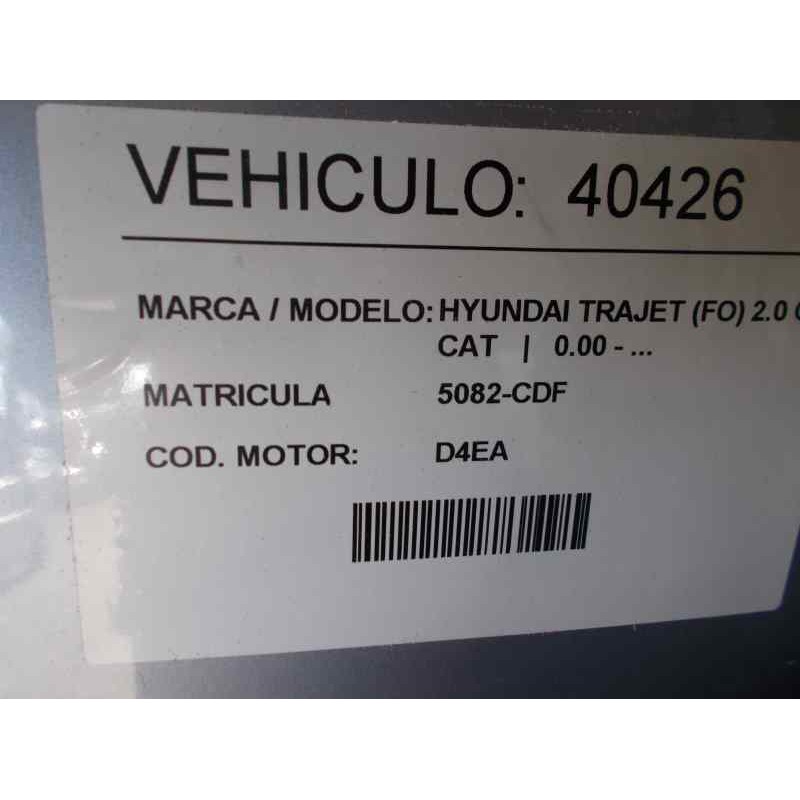 VEHICULO: 40426
MARCA / MODELO: HYUNDAI TRAJET (FO) 2.0
CAT | 0.00 - ...
MATRICULA 5082-CDF
COD. MOTOR: D4EA